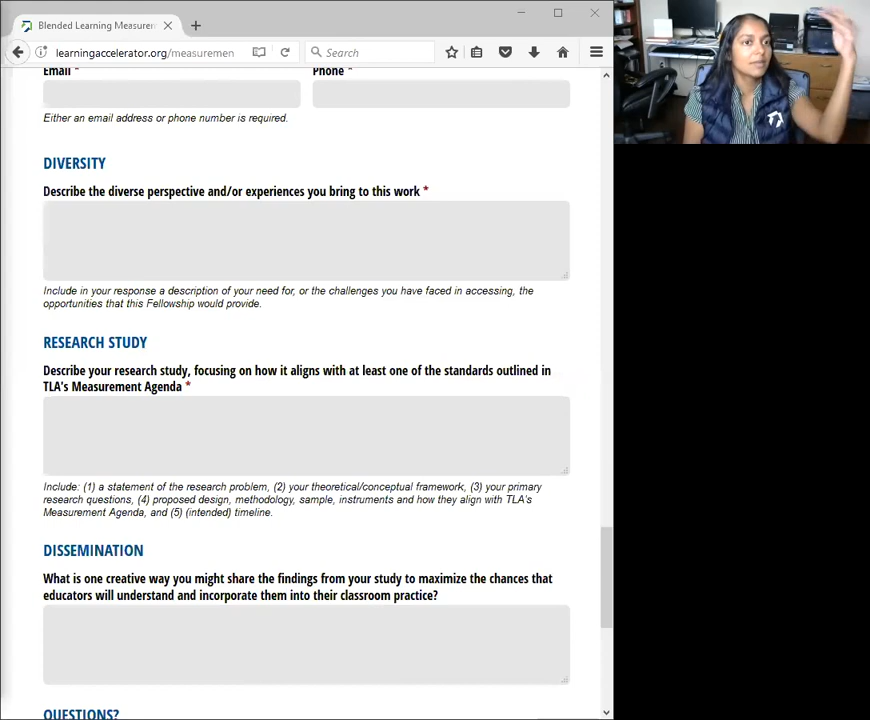 Blended Learning Measuremen
learningaccelerator.org/measuremen
Search
Email *
Phone *
Either an email address or phone number is required.
DIVERSITY
Describe the diverse perspective and/or experiences you bring to this work *
Include in your response a description of your need for, or the challenges you have faced in accessing, the
opportunities that this Fellowship would provide.
RESEARCH STUDY
Describe your research study, focusing on how it aligns with at least one of the standards outlined in
TLA's Measurement Agenda *
Include: (1) a statement of the research problem, (2) your theoretical/conceptual framework, (3) your primary
research questions, (4) proposed design, methodology, sample, instruments and how they align with TLA's
Measurement Agenda, and (5) (intended) timeline.
DISSEMINATION
What is one creative way you might share the findings from your study to maximize the chances that
educators will understand and incorporate them into their classroom practice?
QUESTIONS?